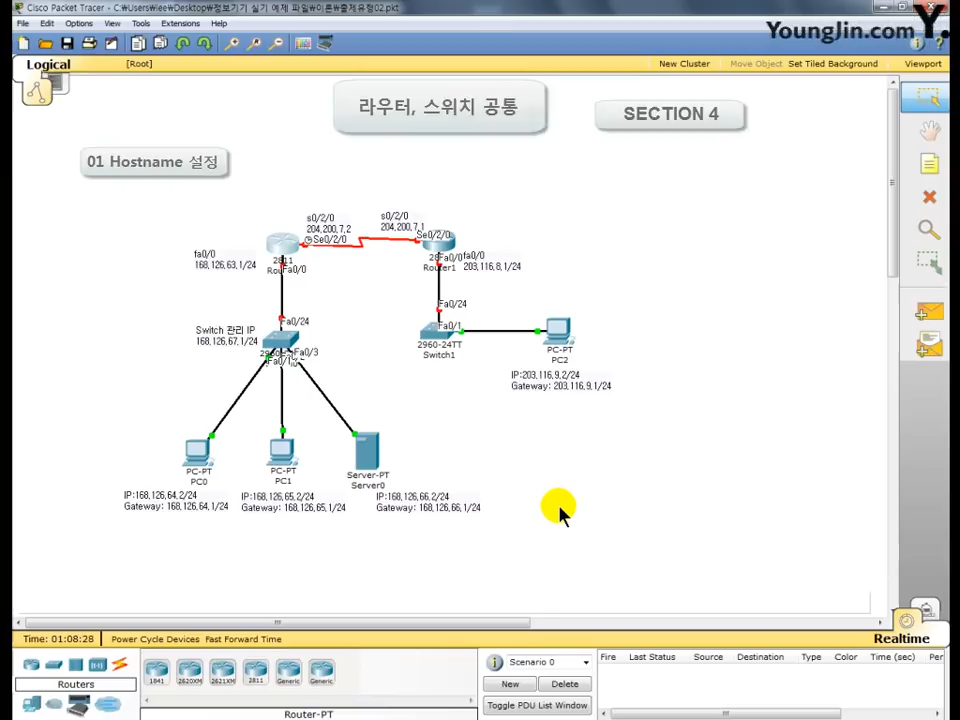 Cisco Packet Tracer - C:\Users\lee\Desktop\정보기기 실기 예제 파일\이론\출제유형02.pkt
File Edit Options View Tools Extensions Help
YoungJin.com Y.
Logical [Root] New Cluster Move Object Set Tiled Background Viewport
라우터, 스위치 공통
SECTION 4
01 Hostname 설정
s0/2/0
204,200,7,2
Se0/2/0
s0/2/0
204,200,7,1
Se0/2/0
fa0/0
168,126,63,1/24
2811
Fa0/0
Fa0/0
Router1
fa0/0
203,116,8,1/24
Fa0/24
Fa0/24
Switch 관리 IP
168,126,67,1/24
Fa0/3
Fa0/1
Fa0/1
2960-24TT
Switch1
PC-PT
PC2
IP:203,116,9,2/24
Gateway: 203,116,9,1/24
PC-PT
PC0
PC-PT
PC1
Server-PT
Server0
IP:168,126,64,2/24
Gateway: 168,126,64,1/24
IP:168,126,65,2/24
Gateway: 168,126,65,1/24
IP:168,126,66,2/24
Gateway: 168,126,66,1/24
Time: 01:08:28 Power Cycle Devices Fast Forward Time
Realtime
Routers
1841 2620XM 2621XM 2811 Generic Generic
Router-PT
Scenario 0
New Delete
Toggle PDU List Window
Fire Last Status Source Destination Type Color Time (sec) Per